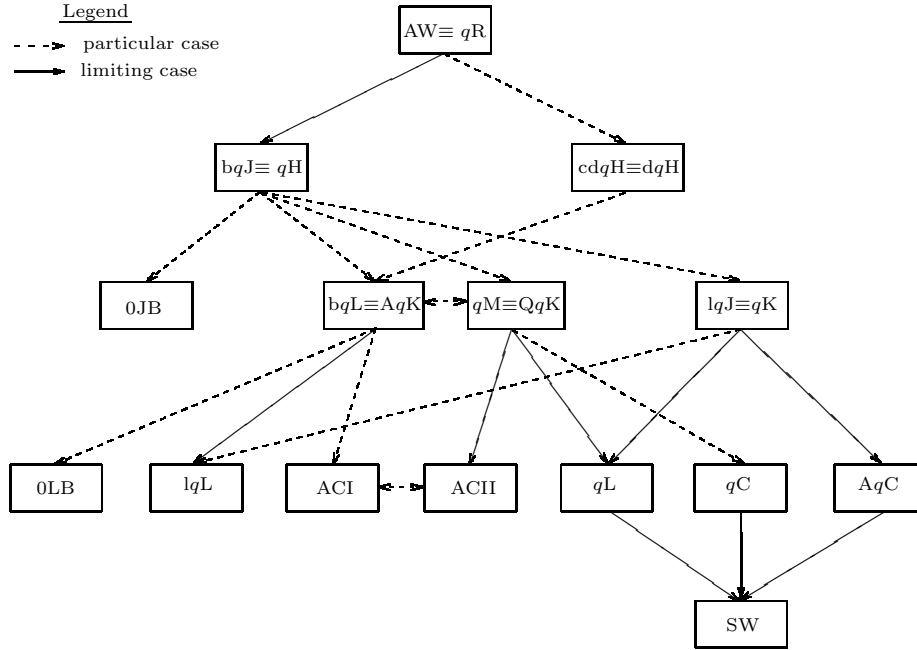 Legend
particular case
limiting case
AW≡ qR
bqJ≡ qH
cdqH≡dqH
0JB
bqL≡AqK
qM≡QqK
lqJ≡qK
0LB
lqL
ACI
ACII
qL
qC
AqC
SW